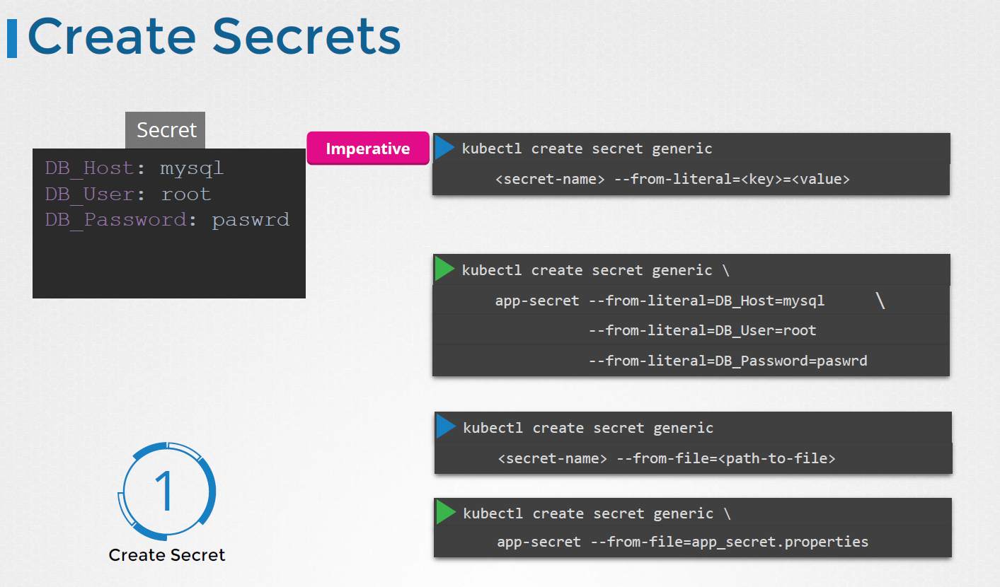 Create Secrets
Secret
DB_Host: mysql
DB_User: root
DB_Password: paswrd
Imperative
kubectl create secret generic
<secret-name> --from-literal=<key>=<value>
kubectl create secret generic \
app-secret --from-literal=DB_Host=mysql \
--from-literal=DB_User=root
--from-literal=DB_Password=paswrd
kubectl create secret generic
<secret-name> --from-file=<path-to-file>
kubectl create secret generic \
app-secret --from-file=app_secret.properties
1
Create Secret